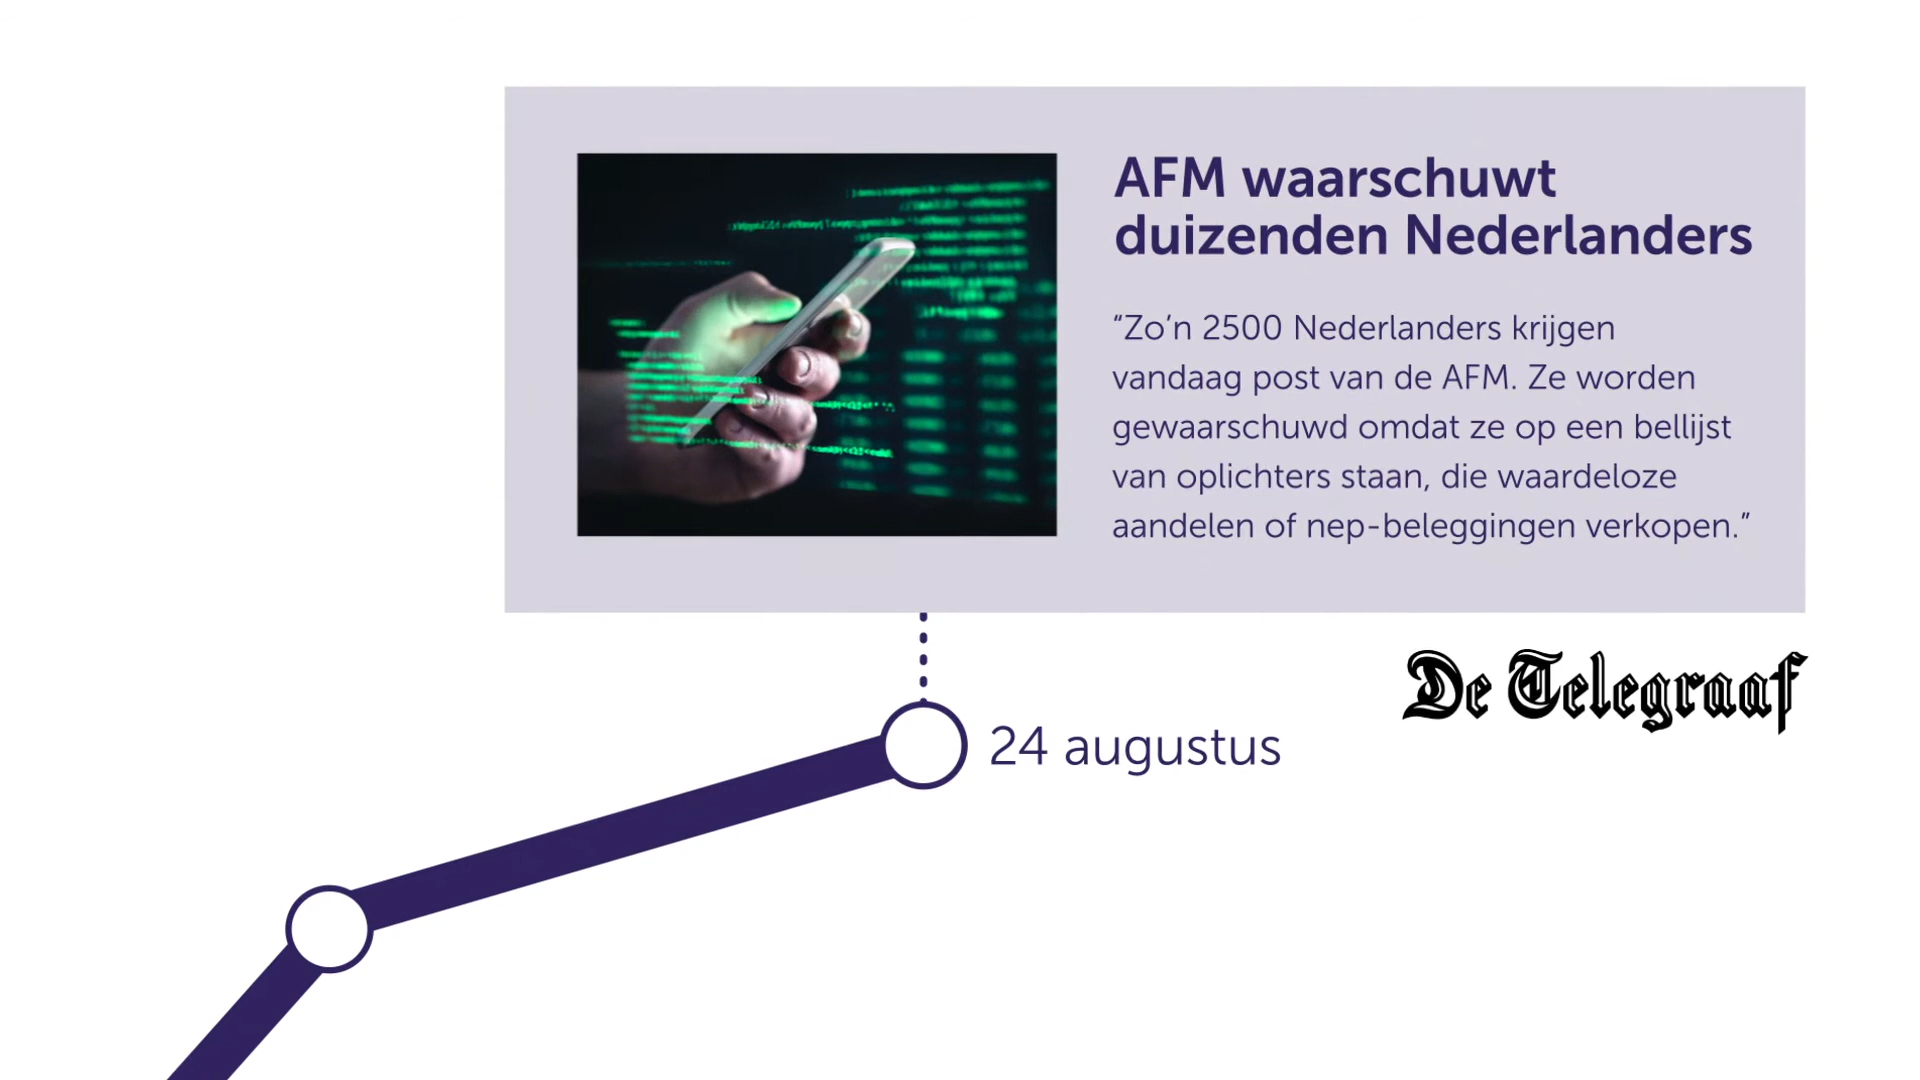 AFM waarschuwt
duizenden Nederlanders
“Zo’n 2500 Nederlanders krijgen
vandaag post van de AFM. Ze worden
gewaarschuwd omdat ze op een bellijst
van oplichters staan, die waardeloze
aandelen of nep-beleggingen verkopen.”
De Telegraaf
24 augustus